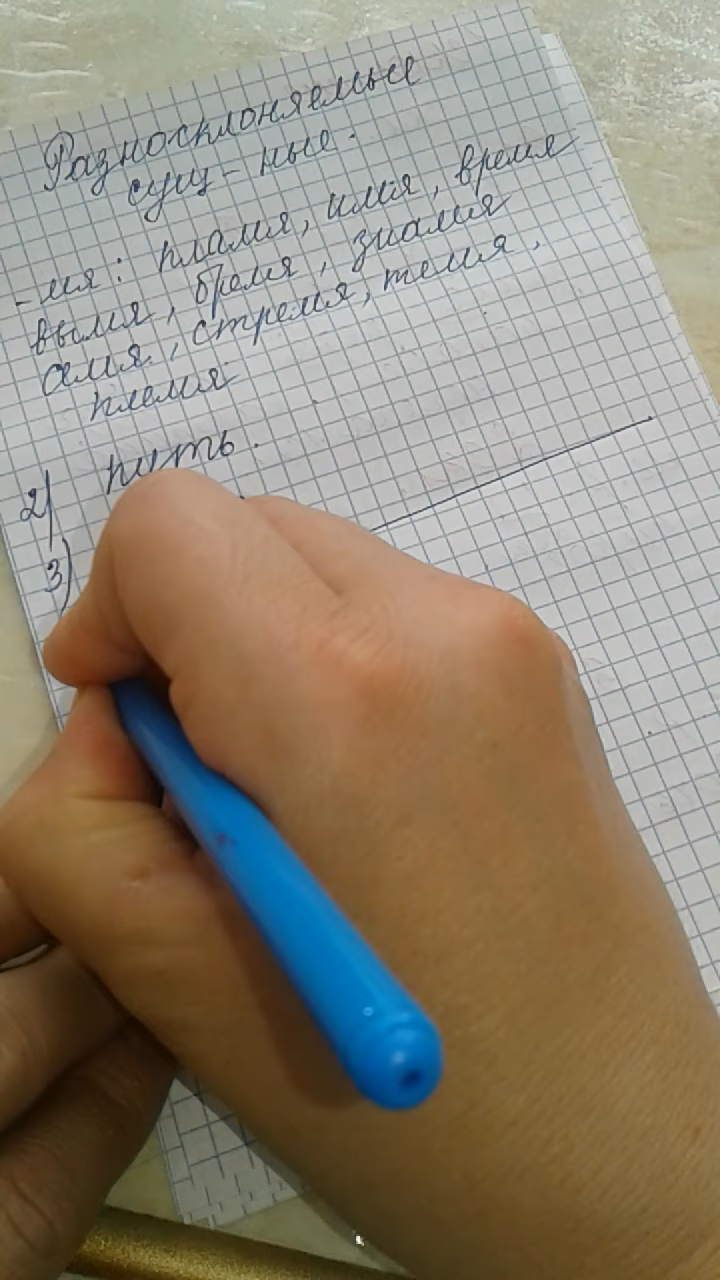 Разносклоняемые
сущ-ные.
-мя: пламя, имя, время
вымя, бремя, знамя
семя, стремя, темя,
племя
2) путь.
3)